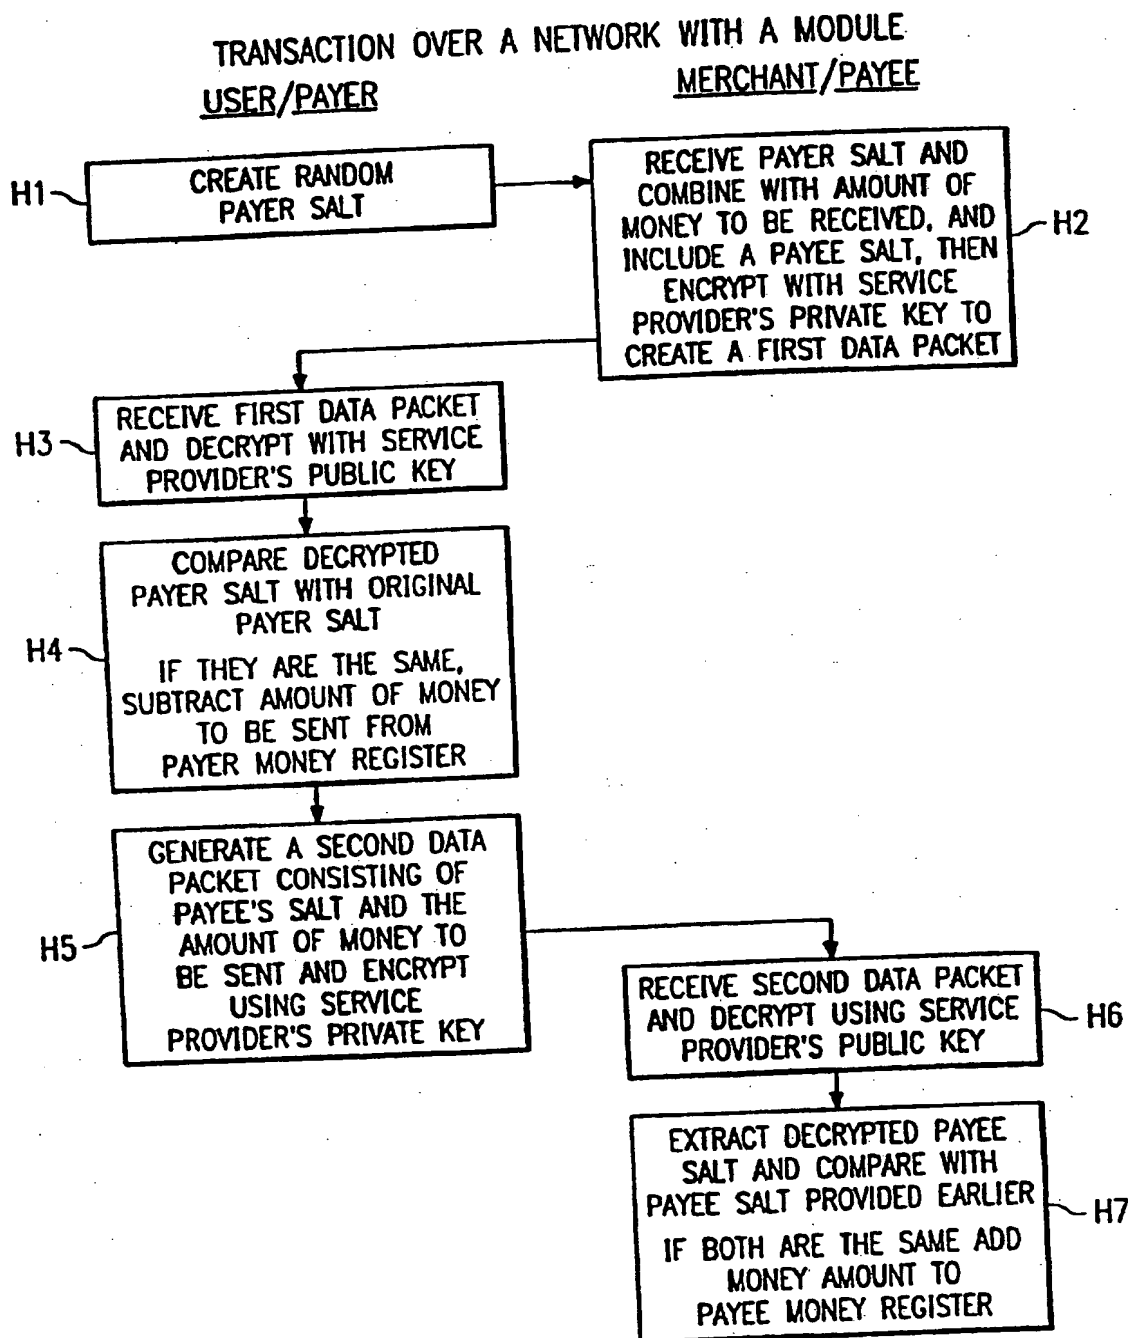 TRANSACTION OVER A NETWORK WITH A MODULE
USER/PAYER
MERCHANT/PAYEE
H1
CREATE RANDOM
PAYER SALT
RECEIVE PAYER SALT AND
COMBINE WITH AMOUNT OF
MONEY TO BE RECEIVED, AND
INCLUDE A PAYEE SALT, THEN
ENCRYPT WITH SERVICE
PROVIDER'S PRIVATE KEY TO
CREATE A FIRST DATA PACKET
H2
H3
RECEIVE FIRST DATA PACKET
AND DECRYPT WITH SERVICE
PROVIDER'S PUBLIC KEY
H4
COMPARE DECRYPTED
PAYER SALT WITH ORIGINAL
PAYER SALT
IF THEY ARE THE SAME,
SUBTRACT AMOUNT OF MONEY
TO BE SENT FROM
PAYER MONEY REGISTER
H5
GENERATE A SECOND DATA
PACKET CONSISTING OF
PAYEE'S SALT AND THE
AMOUNT OF MONEY TO
BE SENT AND ENCRYPT
USING SERVICE
PROVIDER'S PRIVATE KEY
RECEIVE SECOND DATA PACKET
AND DECRYPT USING SERVICE
PROVIDER'S PUBLIC KEY
H6
EXTRACT DECRYPTED PAYEE
SALT AND COMPARE WITH
PAYEE SALT PROVIDED EARLIER
IF BOTH ARE THE SAME ADD
MONEY AMOUNT TO
PAYEE MONEY REGISTER
H7